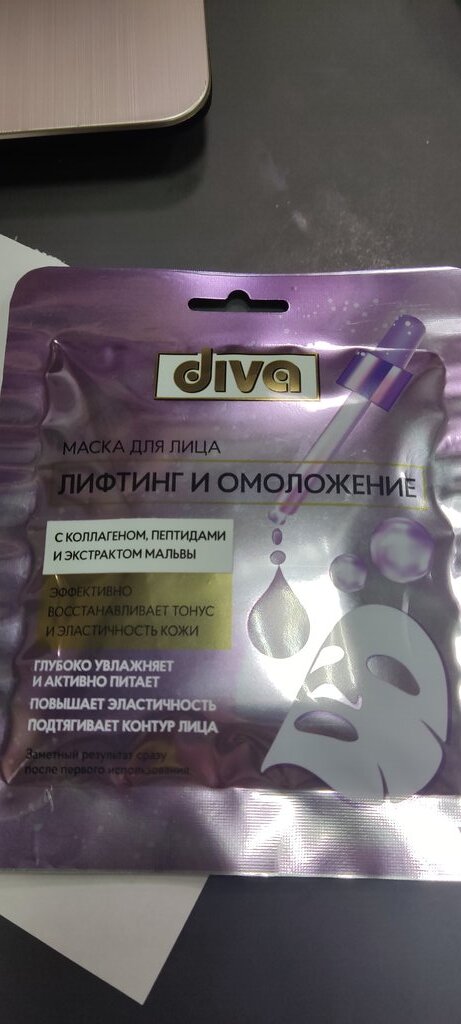 diva
МАСКА ДЛЯ ЛИЦА
ЛИФТИНГ И ОМОЛОЖЕНИЕ
С КОЛЛАГЕНОМ, ПЕПТИДАМИ
И ЭКСТРАКТОМ МАЛЬВЫ
ЭФФЕКТИВНО
ВОССТАНАВЛИВАЕТ ТОНУС
И ЭЛАСТИЧНОСТЬ КОЖИ
ГЛУБОКО УВЛАЖНЯЕТ
И АКТИВНО ПИТАЕТ
ПОВЫШАЕТ ЭЛАСТИЧНОСТЬ
ПОДТЯГИВАЕТ КОНТУР ЛИЦА
Заметный результат сразу
после первого использования